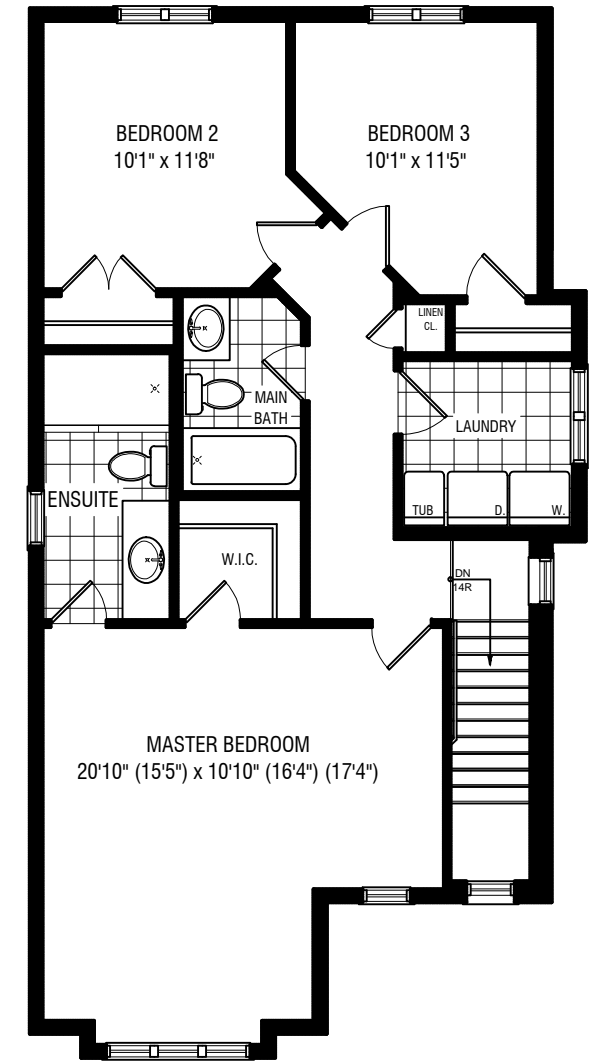 BEDROOM 2
10'1" x 11'8"
BEDROOM 3
10'1" x 11'5"
LINEN
CL.
MAIN
BATH
LAUNDRY
ENSUITE
TUB
D.
W.
W.I.C.
DN
14R
MASTER BEDROOM
20'10" (15'5") x 10'10" (16'4") (17'4")